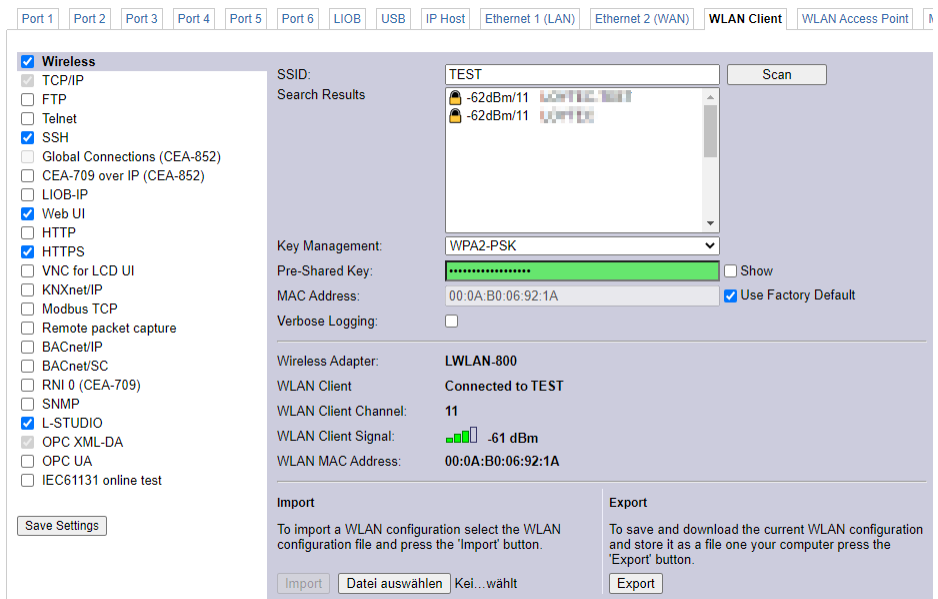 Port 1 Port 2 Port 3 Port 4 Port 5 Port 6 LIOB USB IP Host Ethernet 1 (LAN) Ethernet 2 (WAN) WLAN Client WLAN Access Point
Wireless
TCP/IP
FTP
Telnet
SSH
Global Connections (CEA-852)
CEA-709 over IP (CEA-852)
LIOB-IP
Web UI
HTTP
HTTPS
VNC for LCD UI
KNXnet/IP
Modbus TCP
Remote packet capture
BACnet/IP
BACnet/SC
RNI 0 (CEA-709)
SNMP
L-STUDIO
OPC XML-DA
OPC UA
IEC61131 online test
Save Settings
SSID: TEST Scan
Search Results
-62dBm/11
-62dBm/11
Key Management: WPA2-PSK
Pre-Shared Key: •••••••••••••••••• Show
MAC Address: 00:0A:B0:06:92:1A Use Factory Default
Verbose Logging:
Wireless Adapter: LWLAN-800
WLAN Client Connected to TEST
WLAN Client Channel: 11
WLAN Client Signal: -61 dBm
WLAN MAC Address: 00:0A:B0:06:92:1A
Import
To import a WLAN configuration select the WLAN
configuration file and press the 'Import' button.
Import Datei auswählen Kei...wählt
Export
To save and download the current WLAN configuration
and store it as a file one your computer press the
'Export' button.
Export